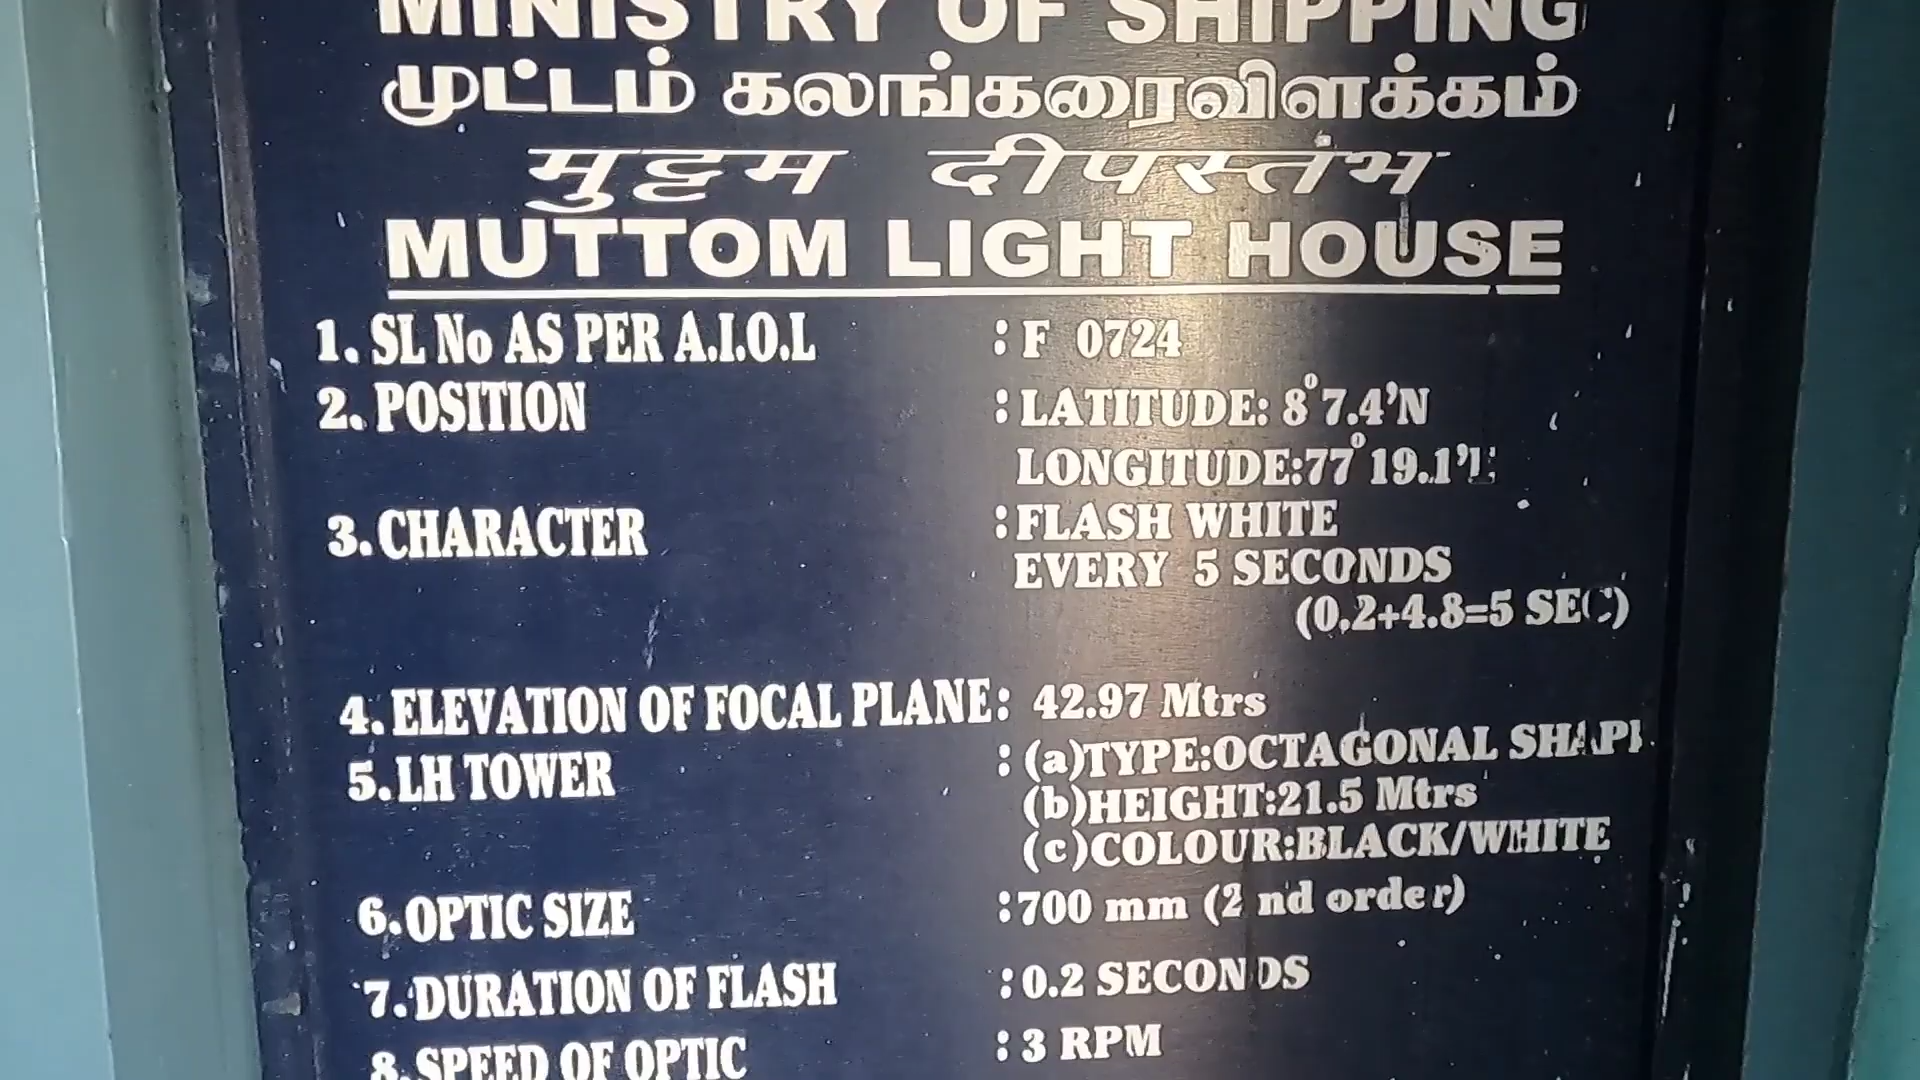 MINISTRY OF SHIPPING
முட்டம் கலங்கரைவிளக்கம்
मुट्टम दीपस्तंभ
MUTTOM LIGHT HOUSE
1. SL No AS PER A.I.O.L : F 0724
2. POSITION : LATITUDE: 8° 7.4'N
LONGITUDE:77° 19.1'E
3. CHARACTER : FLASH WHITE
EVERY 5 SECONDS
(0.2+4.8=5 SEC)
4. ELEVATION OF FOCAL PLANE: 42.97 Mtrs
5. LH TOWER : (a)TYPE:OCTAGONAL SHAPE
(b)HEIGHT:21.5 Mtrs
(c)COLOUR:BLACK/WHITE
6. OPTIC SIZE :700 mm (2 nd order)
7. DURATION OF FLASH :0.2 SECONDS
8. SPEED OF OPTIC : 3 RPM